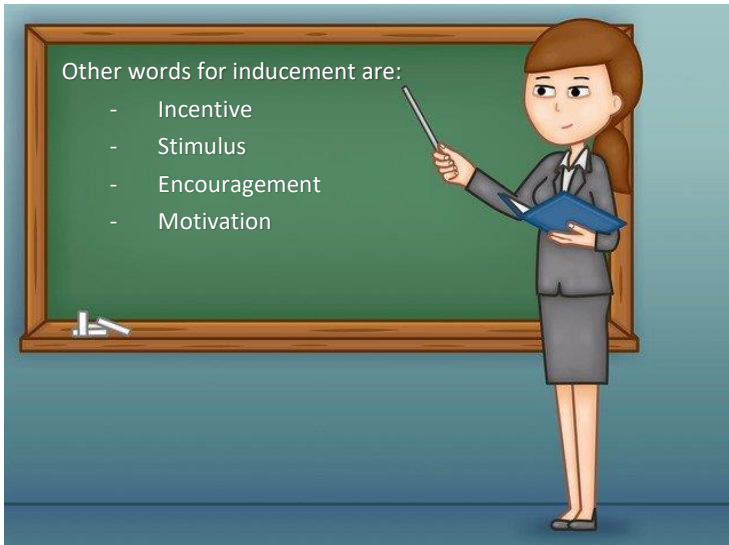 Other words for inducement are:
- Incentive
- Stimulus
- Encouragement
- Motivation